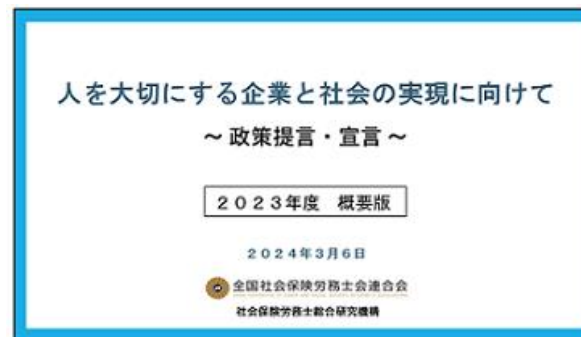 人を大切にする企業と社会の実現に向けて
～政策提言・宣言～
2023年度 概要版
2024年3月6日
全国社会保険労務士会連合会
社会保険労務士総合研究機構